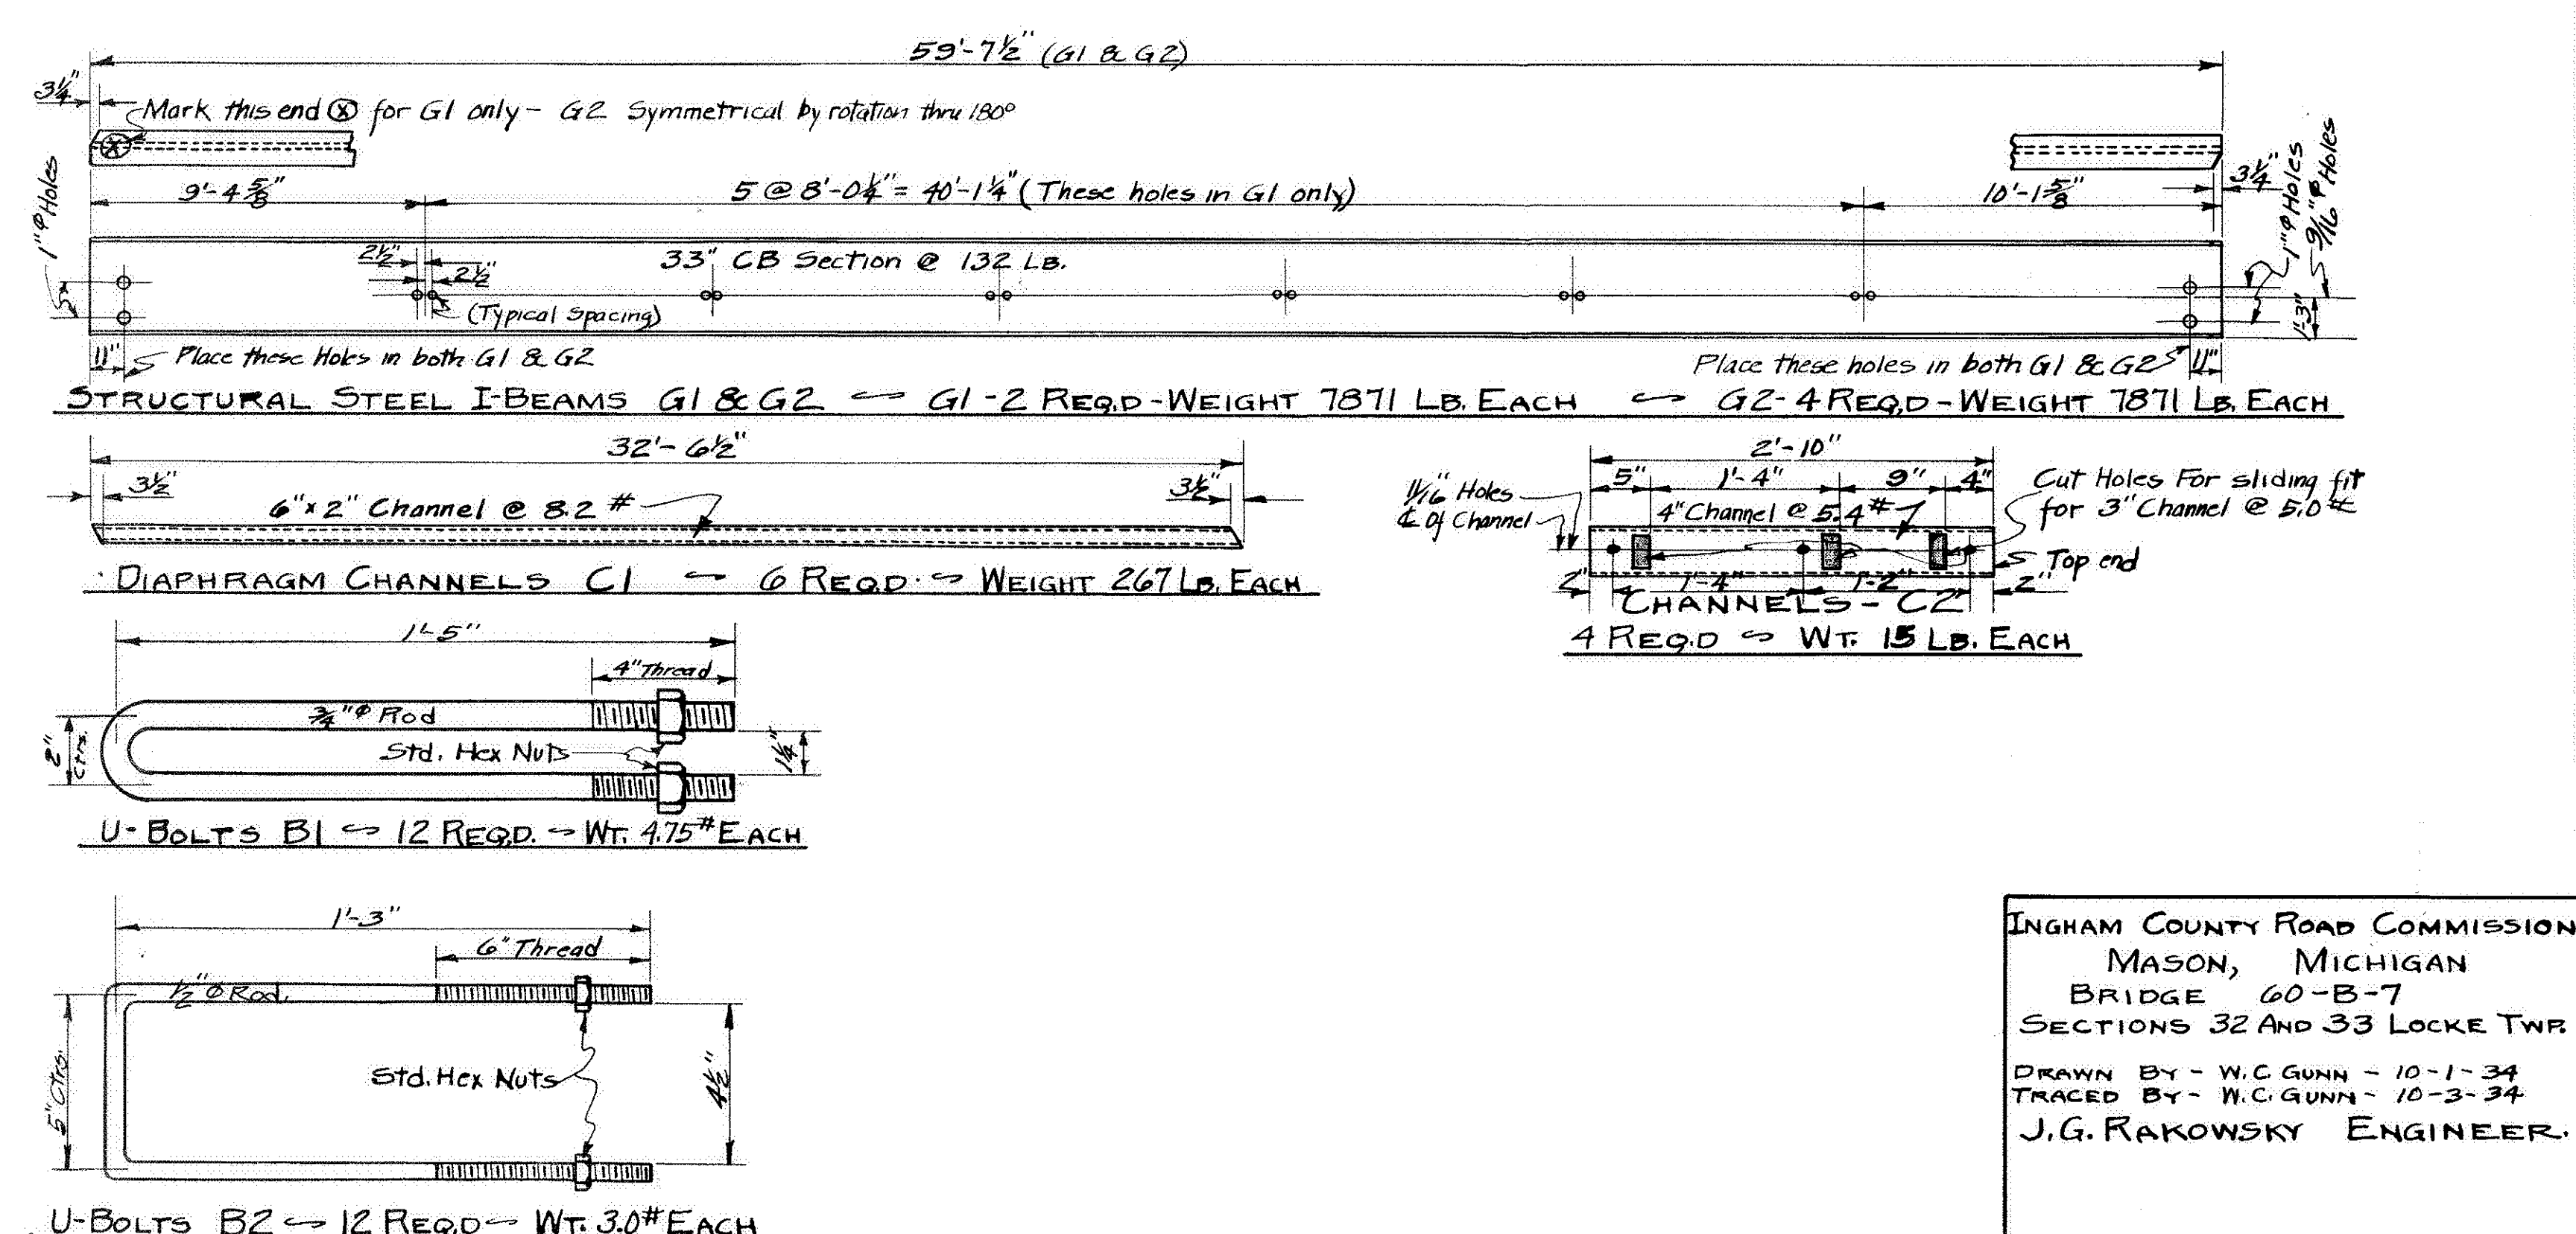 59'-7½" (G1 & G2)
3¼"
Mark this end Ⓧ for G1 only - G2 Symmetrical by rotation thru 180°
X
1"ᶲ Holes
9'-4⅝"
5 @ 8'-0¼" = 40'-1¼" (These holes in G1 only)
10'-1⅝"
3¼"
1"ᶲ Holes
9/16"ᶲ Holes
2½"
2½"
33" CB Section @ 132 LB.
(Typical Spacing)
1'-3"
11"
Place these Holes in both G1 & G2
Place these holes in both G1 & G2
11"
STRUCTURAL STEEL I-BEAMS G1 & G2 ~ G1-2 REQ.D-WEIGHT 7871 LB. EACH ~ G2-4 REQ.D-WEIGHT 7871 LB. EACH
32'-6½"
3½"
3½"
6"x2" Channel @ 8.2 #
DIAPHRAGM CHANNELS C1 ~ 6 REQ.D. ~ WEIGHT 267 LB. EACH
2'-10"
5"
1'-4"
9"
4"
11/16" Holes
℄ Of Channel
4" Channel @ 5.4#
Cut Holes For sliding fit
for 3" Channel @ 5.0#
Top end
2"
1'-4"
1'-2"
2"
CHANNELS - C2
4 REQ.D ~ WT. 15 LB. EACH
1'-5"
4" Thread
¾"ᶲ Rod
Std. Hex Nuts
2"
ctrs.
1¼"
U-BOLTS B1 ~ 12 REQ.D. ~ WT. 4.75# EACH
1'-3"
6" Thread
½"ᶲ Rod.
Std. Hex Nuts
5" Ctrs.
4½"
U-BOLTS B2 ~ 12 REQ.D ~ WT. 3.0# EACH
INGHAM COUNTY ROAD COMMISSION
MASON, MICHIGAN
BRIDGE 60-B-7
SECTIONS 32 AND 33 LOCKE TWP.
DRAWN BY - W.C. GUNN - 10-1-34
TRACED BY - W.C. GUNN - 10-3-34
J.G. RAKOWSKY ENGINEER.